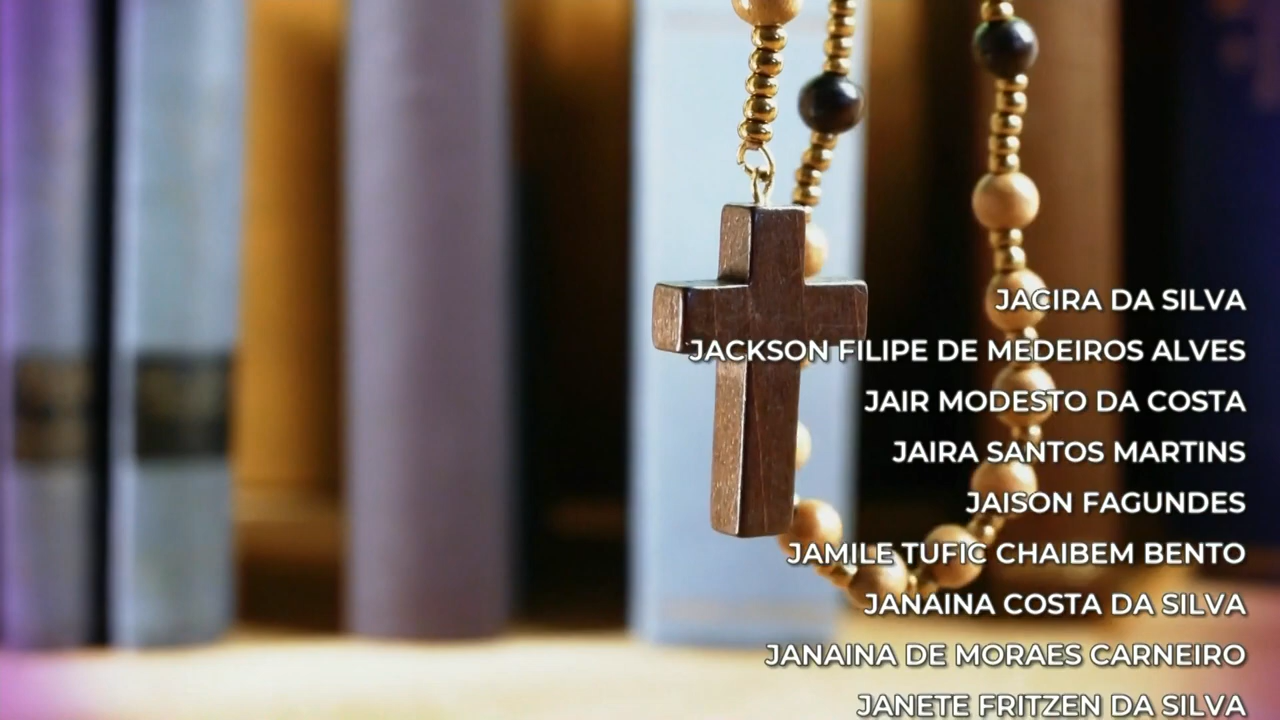 JACIRA DA SILVA
JACKSON FILIPE DE MEDEIROS ALVES
JAIR MODESTO DA COSTA
JAIRA SANTOS MARTINS
JAISON FAGUNDES
JAMILE TUFIC CHAIBEM BENTO
JANAINA COSTA DA SILVA
JANAINA DE MORAES CARNEIRO
JANETE FRITZEN DA SILVA